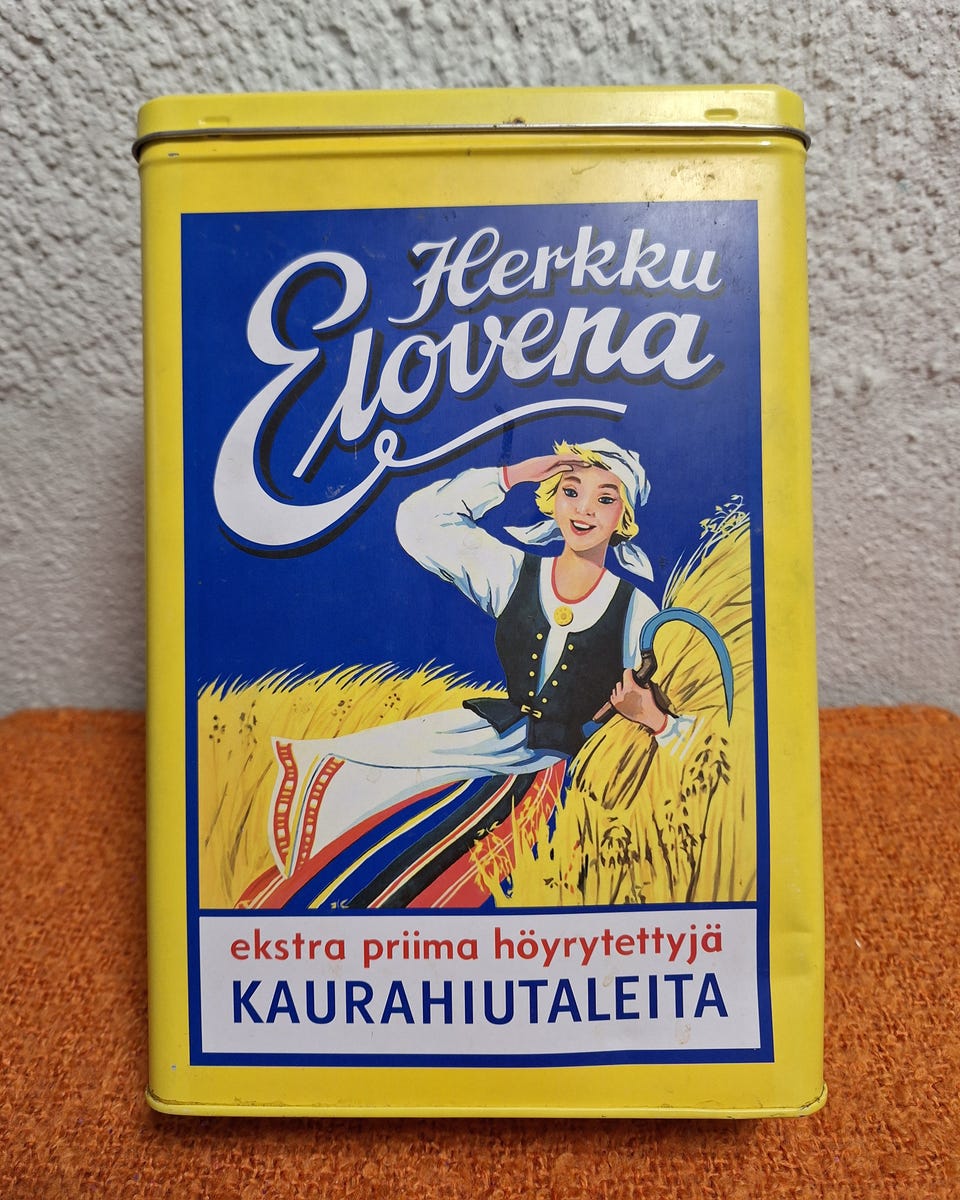 Herkku
Elovena
ekstra priima höyrytettyjä
KAURAHIUTALEITA